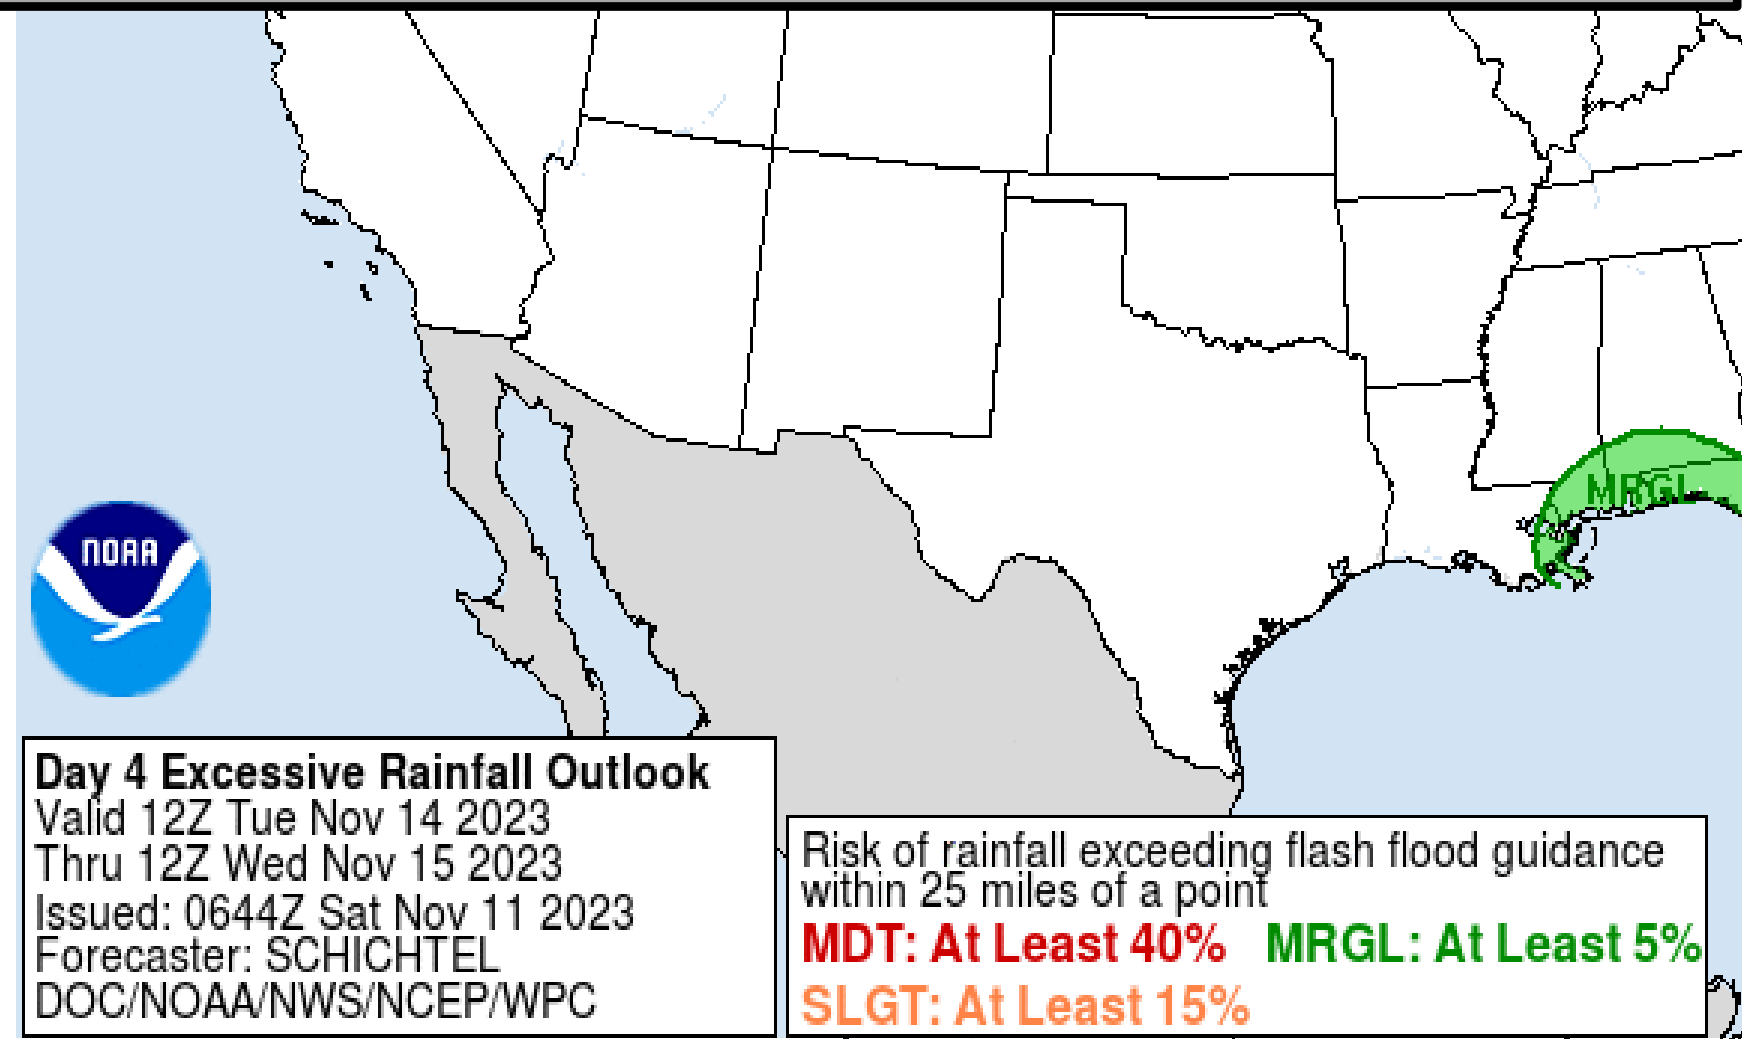 MRGL
NOAA
Day 4 Excessive Rainfall Outlook
Valid 12Z Tue Nov 14 2023
Thru 12Z Wed Nov 15 2023
Issued: 0644Z Sat Nov 11 2023
Forecaster: SCHICHTEL
DOC/NOAA/NWS/NCEP/WPC
Risk of rainfall exceeding flash flood guidance
within 25 miles of a point
MDT: At Least 40% MRGL: At Least 5%
SLGT: At Least 15%